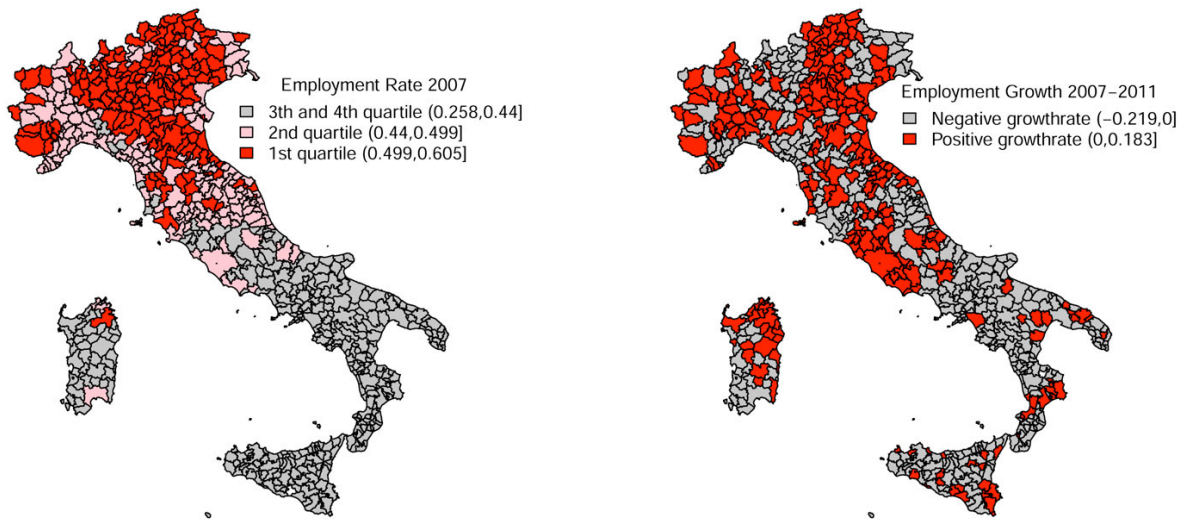 Employment Rate 2007
3th and 4th quartile (0.258,0.44]
2nd quartile (0.44,0.499]
1st quartile (0.499,0.605]
Employment Growth 2007−2011
Negative growthrate (−0.219,0]
Positive growthrate (0,0.183]